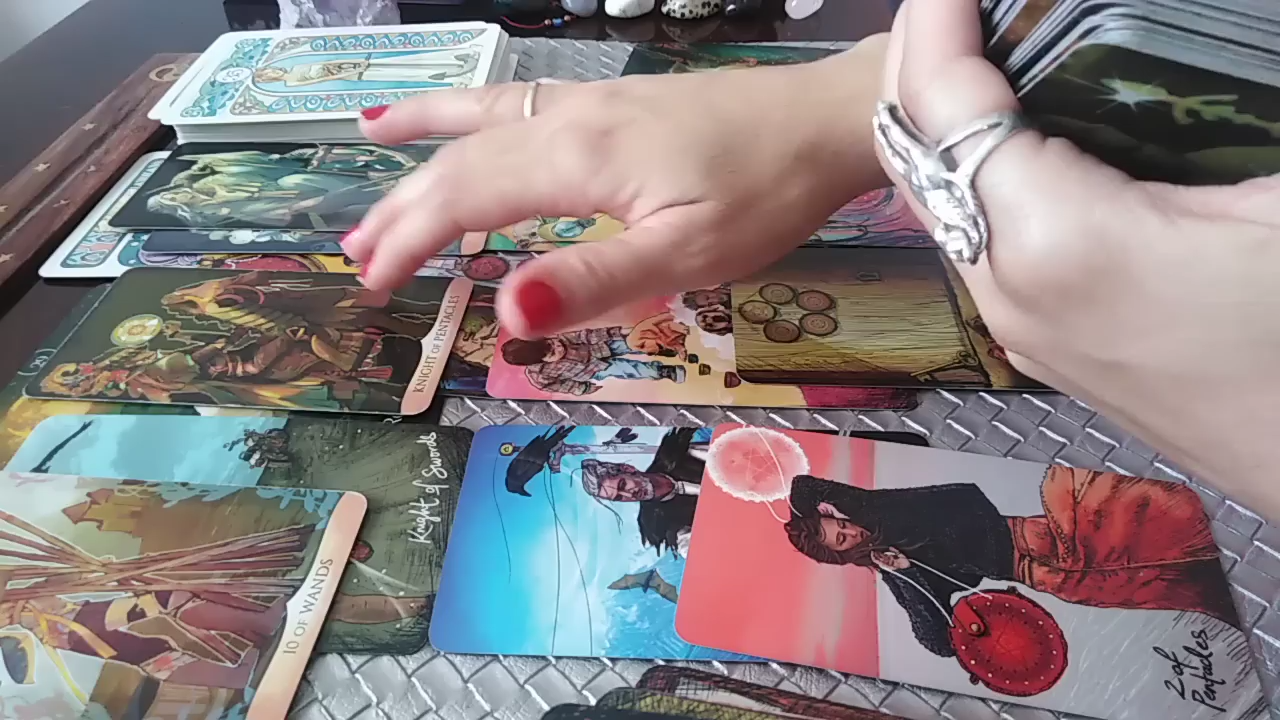 KNIGHT OF PENTACLES
Knight of Swords
10 OF WANDS
2 of
Pentacles